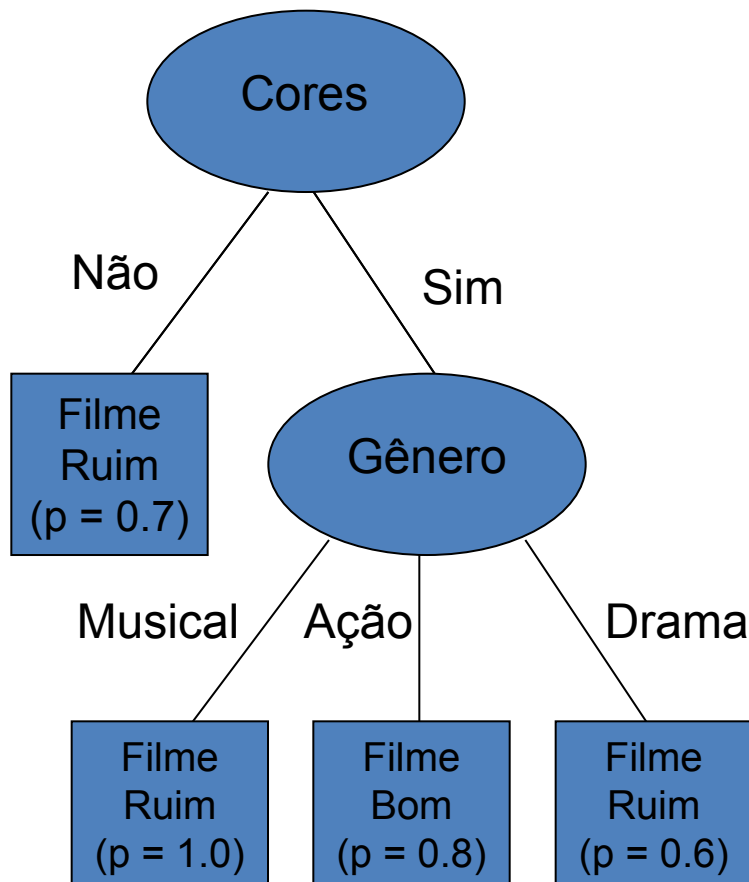 Cores
Não
Sim
Filme
Ruim
(p = 0.7)
Gênero
Musical
Ação
Drama
Filme
Ruim
(p = 1.0)
Filme
Bom
(p = 0.8)
Filme
Ruim
(p = 0.6)